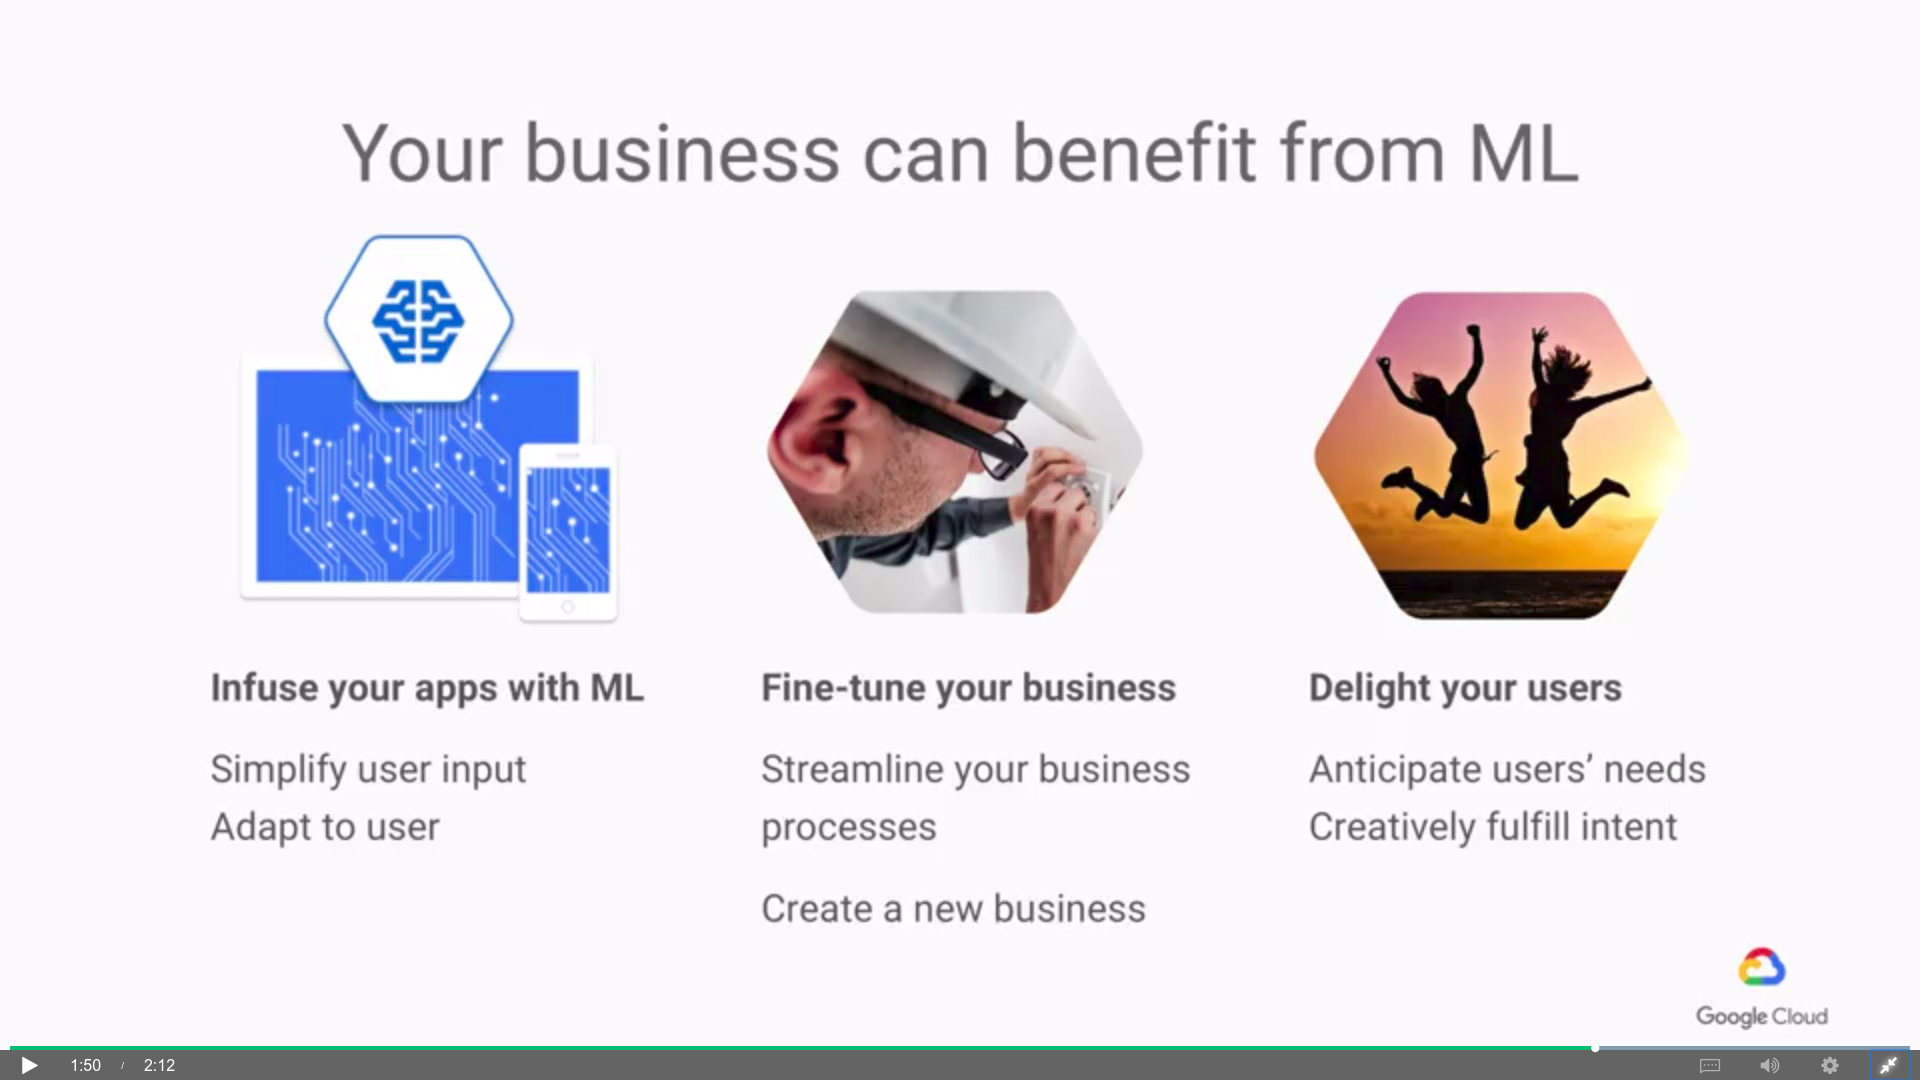 Your business can benefit from ML
Infuse your apps with ML
Simplify user input
Adapt to user
Fine-tune your business
Streamline your business
processes
Create a new business
Delight your users
Anticipate users’ needs
Creatively fulfill intent
Google Cloud
1:50 / 2:12